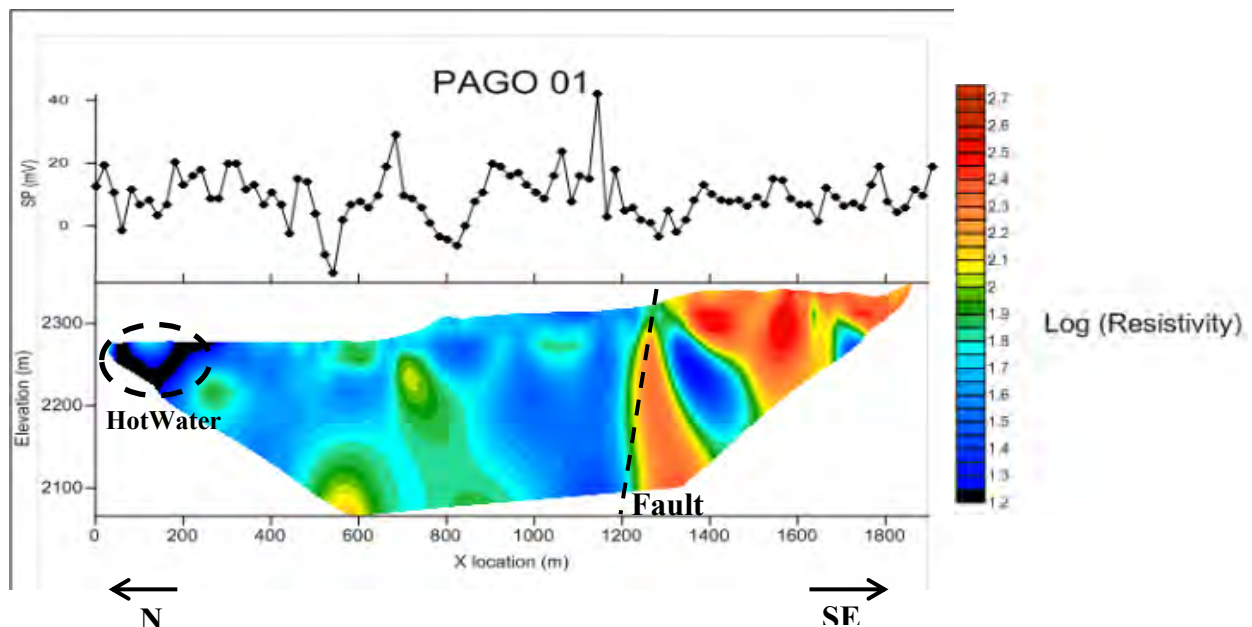 PAGO 01
40
20
0
SP (mV)
2300
2200
2100
Elevation (m)
HotWater
Fault
0 200 400 600 800 1000 1200 1400 1600 1800
X location (m)
N
SE
2.7
2.6
2.5
2.4
2.3
2.2
2.1
2
1.9
1.8
1.7
1.6
1.5
1.4
1.3
1.2
Log (Resistivity)